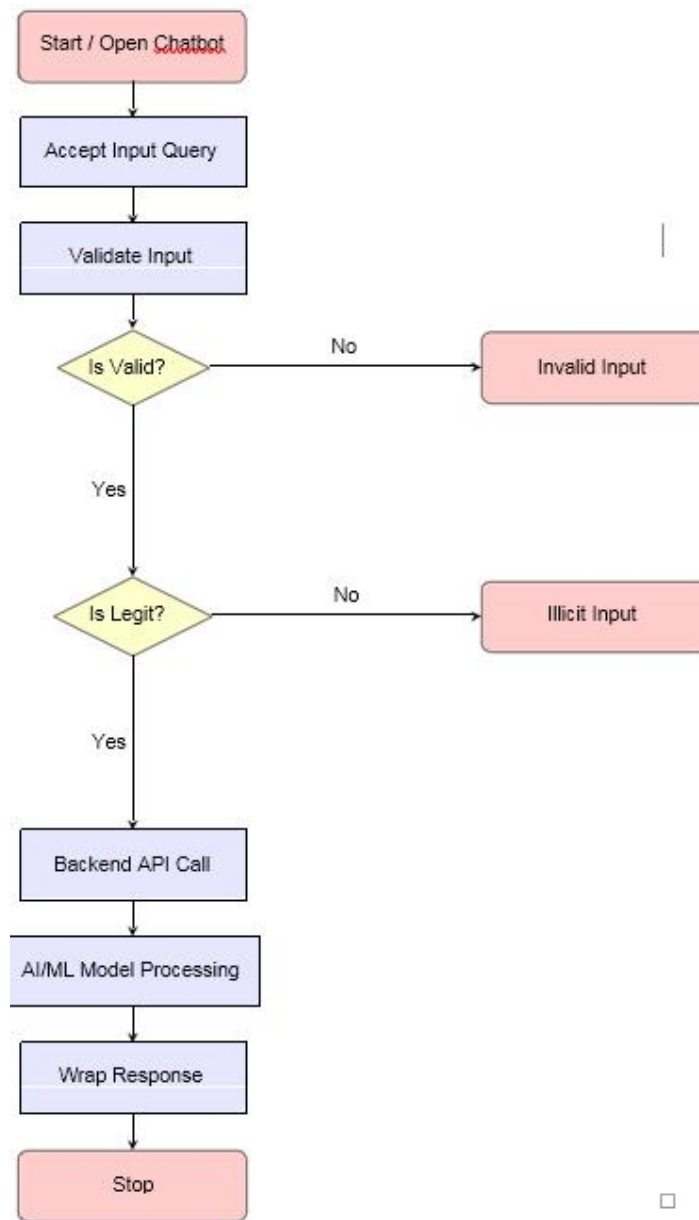 Start / Open Chatbot
Accept Input Query
Validate Input
Is Valid?
No
Invalid Input
Yes
Is Legit?
No
Illicit Input
Yes
Backend API Call
AI/ML Model Processing
Wrap Response
Stop